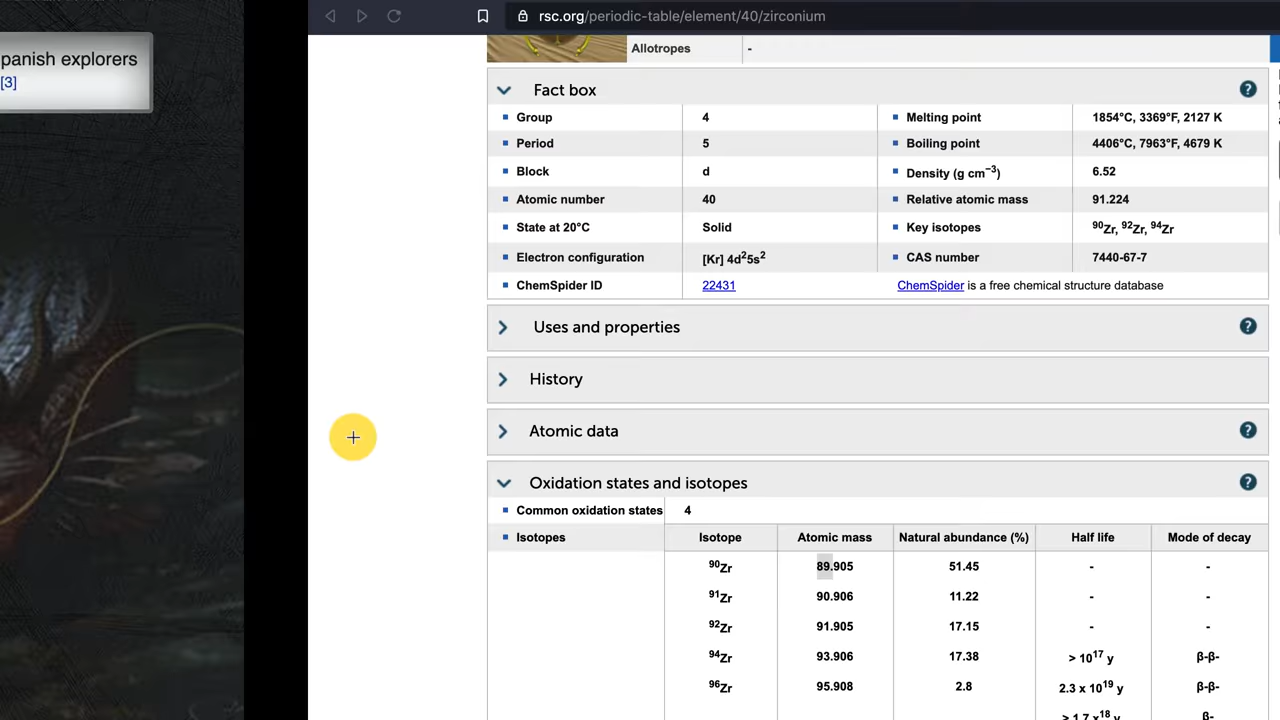 panish explorers
[3]
rsc.org/periodic-table/element/40/zirconium
Allotropes -
Fact box ?
Group 4 Melting point 1854°C, 3369°F, 2127 K
Period 5 Boiling point 4406°C, 7963°F, 4679 K
Block d Density (g cm⁻³) 6.52
Atomic number 40 Relative atomic mass 91.224
State at 20°C Solid Key isotopes ⁹⁰Zr, ⁹²Zr, ⁹⁴Zr
Electron configuration [Kr] 4d²5s² CAS number 7440-67-7
ChemSpider ID 22431 ChemSpider is a free chemical structure database
Uses and properties ?
History
Atomic data ?
Oxidation states and isotopes ?
Common oxidation states 4
Isotopes Isotope Atomic mass Natural abundance (%) Half life Mode of decay
⁹⁰Zr 89.905 51.45 - -
⁹¹Zr 90.906 11.22 - -
⁹²Zr 91.905 17.15 - -
⁹⁴Zr 93.906 17.38 > 10¹⁷ y β-β-
⁹⁶Zr 95.908 2.8 2.3 x 10¹⁹ y β-β-
> 1.7 x¹⁸ y β-